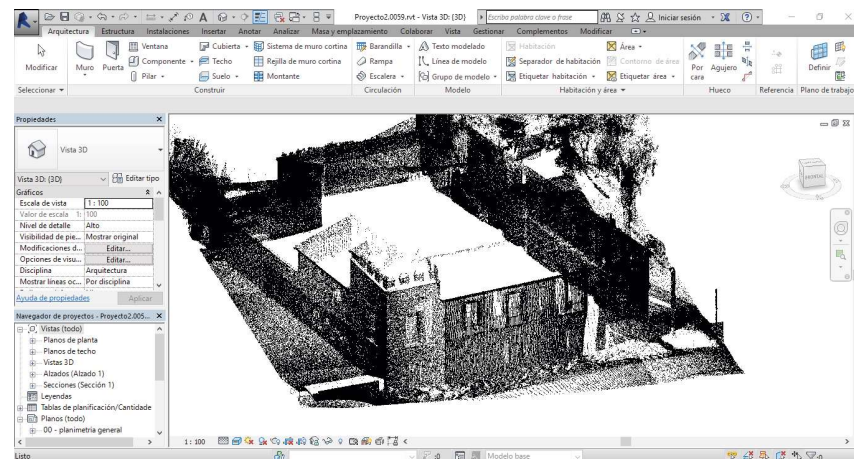 Proyecto2.0059.rvt - Vista 3D: {3D}
Escriba palabra clave o frase
Iniciar sesión
Arquitectura Estructura Instalaciones Insertar Anotar Analizar Masa y emplazamiento Colaborar Vista Gestionar Complementos Modificar
Modificar
Muro
Puerta
Ventana
Componente
Pilar
Cubierta
Techo
Suelo
Sistema de muro cortina
Rejilla de muro cortina
Montante
Barandilla
Rampa
Escalera
Texto modelado
Línea de modelo
Grupo de modelo
Habitación
Separador de habitación
Etiquetar habitación
Área
Contorno de área
Etiquetar área
Por cara
Agujero
Definir
Seleccionar Construir Circulación Modelo Habitación y área Hueco Referencia Plano de trabajo
Propiedades
Vista 3D
Vista 3D: {3D} Editar tipo
Gráficos
Escala de vista 1 : 100
Valor de escala 1: 100
Nivel de detalle Alto
Visibilidad de pie... Mostrar original
Modificaciones d... Editar...
Opciones de visu... Editar...
Disciplina Arquitectura
Mostrar líneas oc... Por disciplina
Ayuda de propiedades Aplicar
Navegador de proyectos - Proyecto2.005...
Vistas (todo)
Planos de planta
Planos de techo
Vistas 3D
Alzados (Alzado 1)
Secciones (Sección 1)
Leyendas
Tablas de planificación/Cantidade
Planos (todo)
00 - planimetria general
FRONTAL
1 : 100
Listo
:0
Modelo base
:0